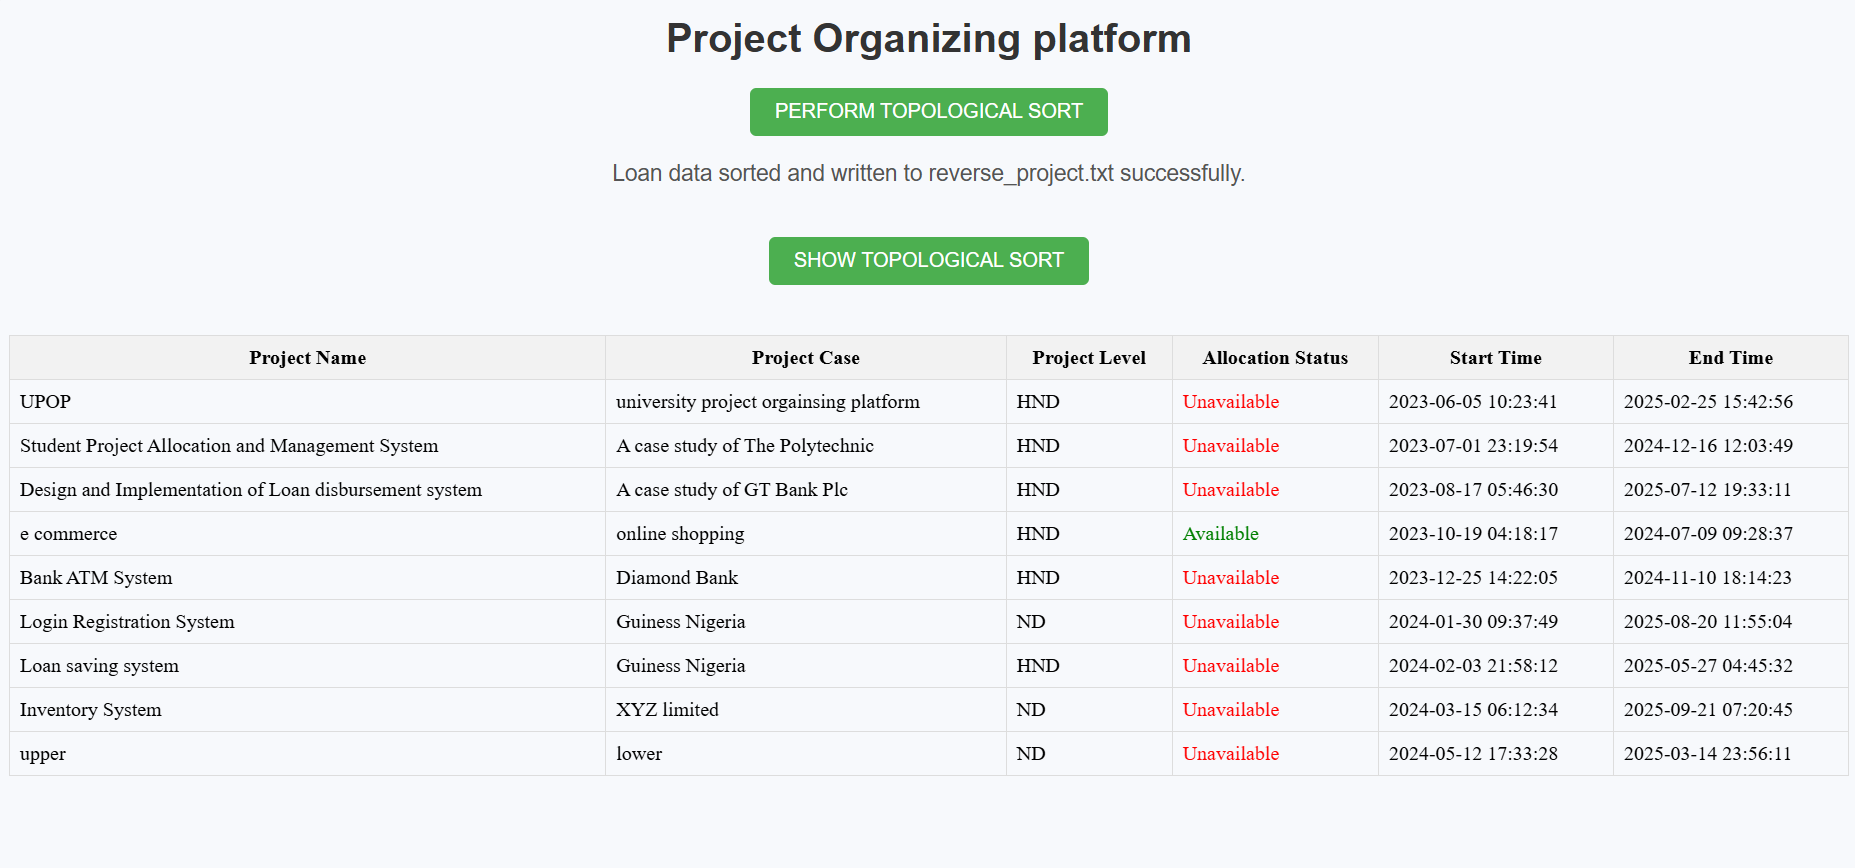 Project Organizing platform
PERFORM TOPOLOGICAL SORT
Loan data sorted and written to reverse_project.txt successfully.
SHOW TOPOLOGICAL SORT
Project Name Project Case Project Level Allocation Status Start Time End Time
UPOP university project orgainsing platform HND Unavailable 2023-06-05 10:23:41 2025-02-25 15:42:56
Student Project Allocation and Management System A case study of The Polytechnic HND Unavailable 2023-07-01 23:19:54 2024-12-16 12:03:49
Design and Implementation of Loan disbursement system A case study of GT Bank Plc HND Unavailable 2023-08-17 05:46:30 2025-07-12 19:33:11
e commerce online shopping HND Available 2023-10-19 04:18:17 2024-07-09 09:28:37
Bank ATM System Diamond Bank HND Unavailable 2023-12-25 14:22:05 2024-11-10 18:14:23
Login Registration System Guiness Nigeria ND Unavailable 2024-01-30 09:37:49 2025-08-20 11:55:04
Loan saving system Guiness Nigeria HND Unavailable 2024-02-03 21:58:12 2025-05-27 04:45:32
Inventory System XYZ limited ND Unavailable 2024-03-15 06:12:34 2025-09-21 07:20:45
upper lower ND Unavailable 2024-05-12 17:33:28 2025-03-14 23:56:11